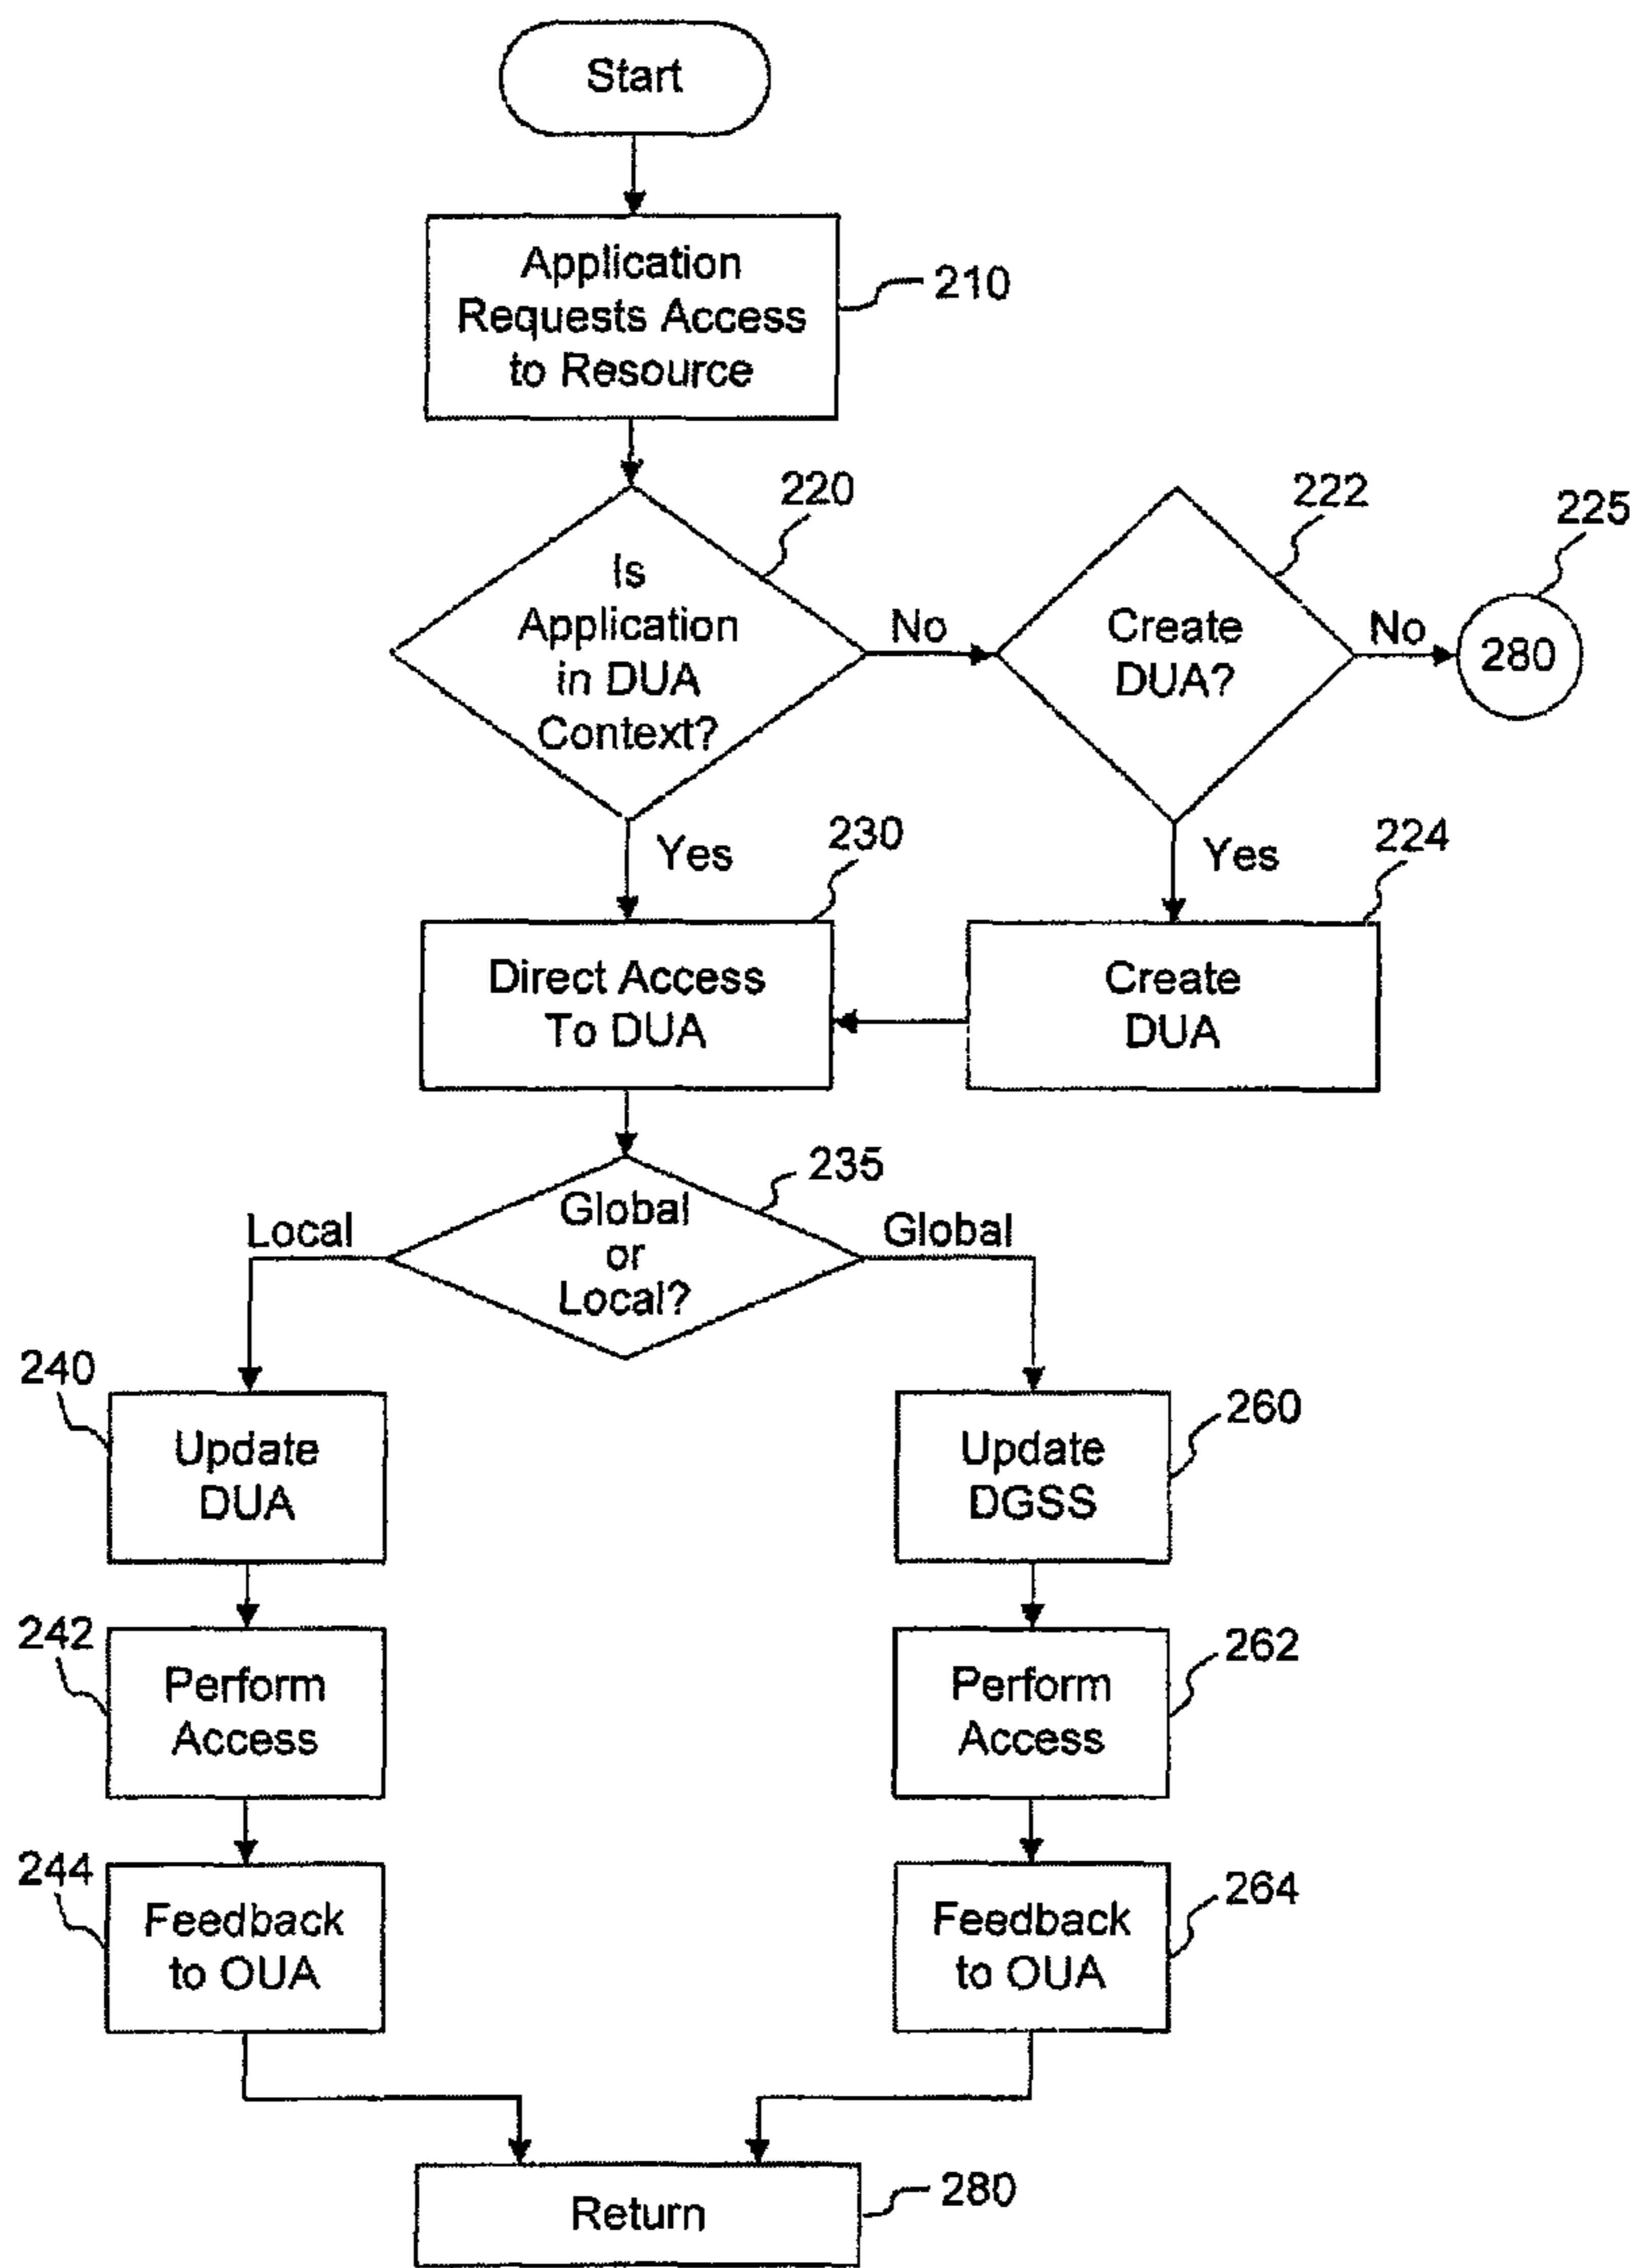 Start
Application
Requests Access
to Resource
210
220
Is
Application
in DUA
Context?
No
222
Create
DUA?
No
225
280
Yes
230
Direct Access
To DUA
Yes
224
Create
DUA
235
Global
or
Local?
Local
Global
240
Update
DUA
260
Update
DGSS
242
Perform
Access
262
Perform
Access
244
Feedback
to OUA
264
Feedback
to OUA
Return
280